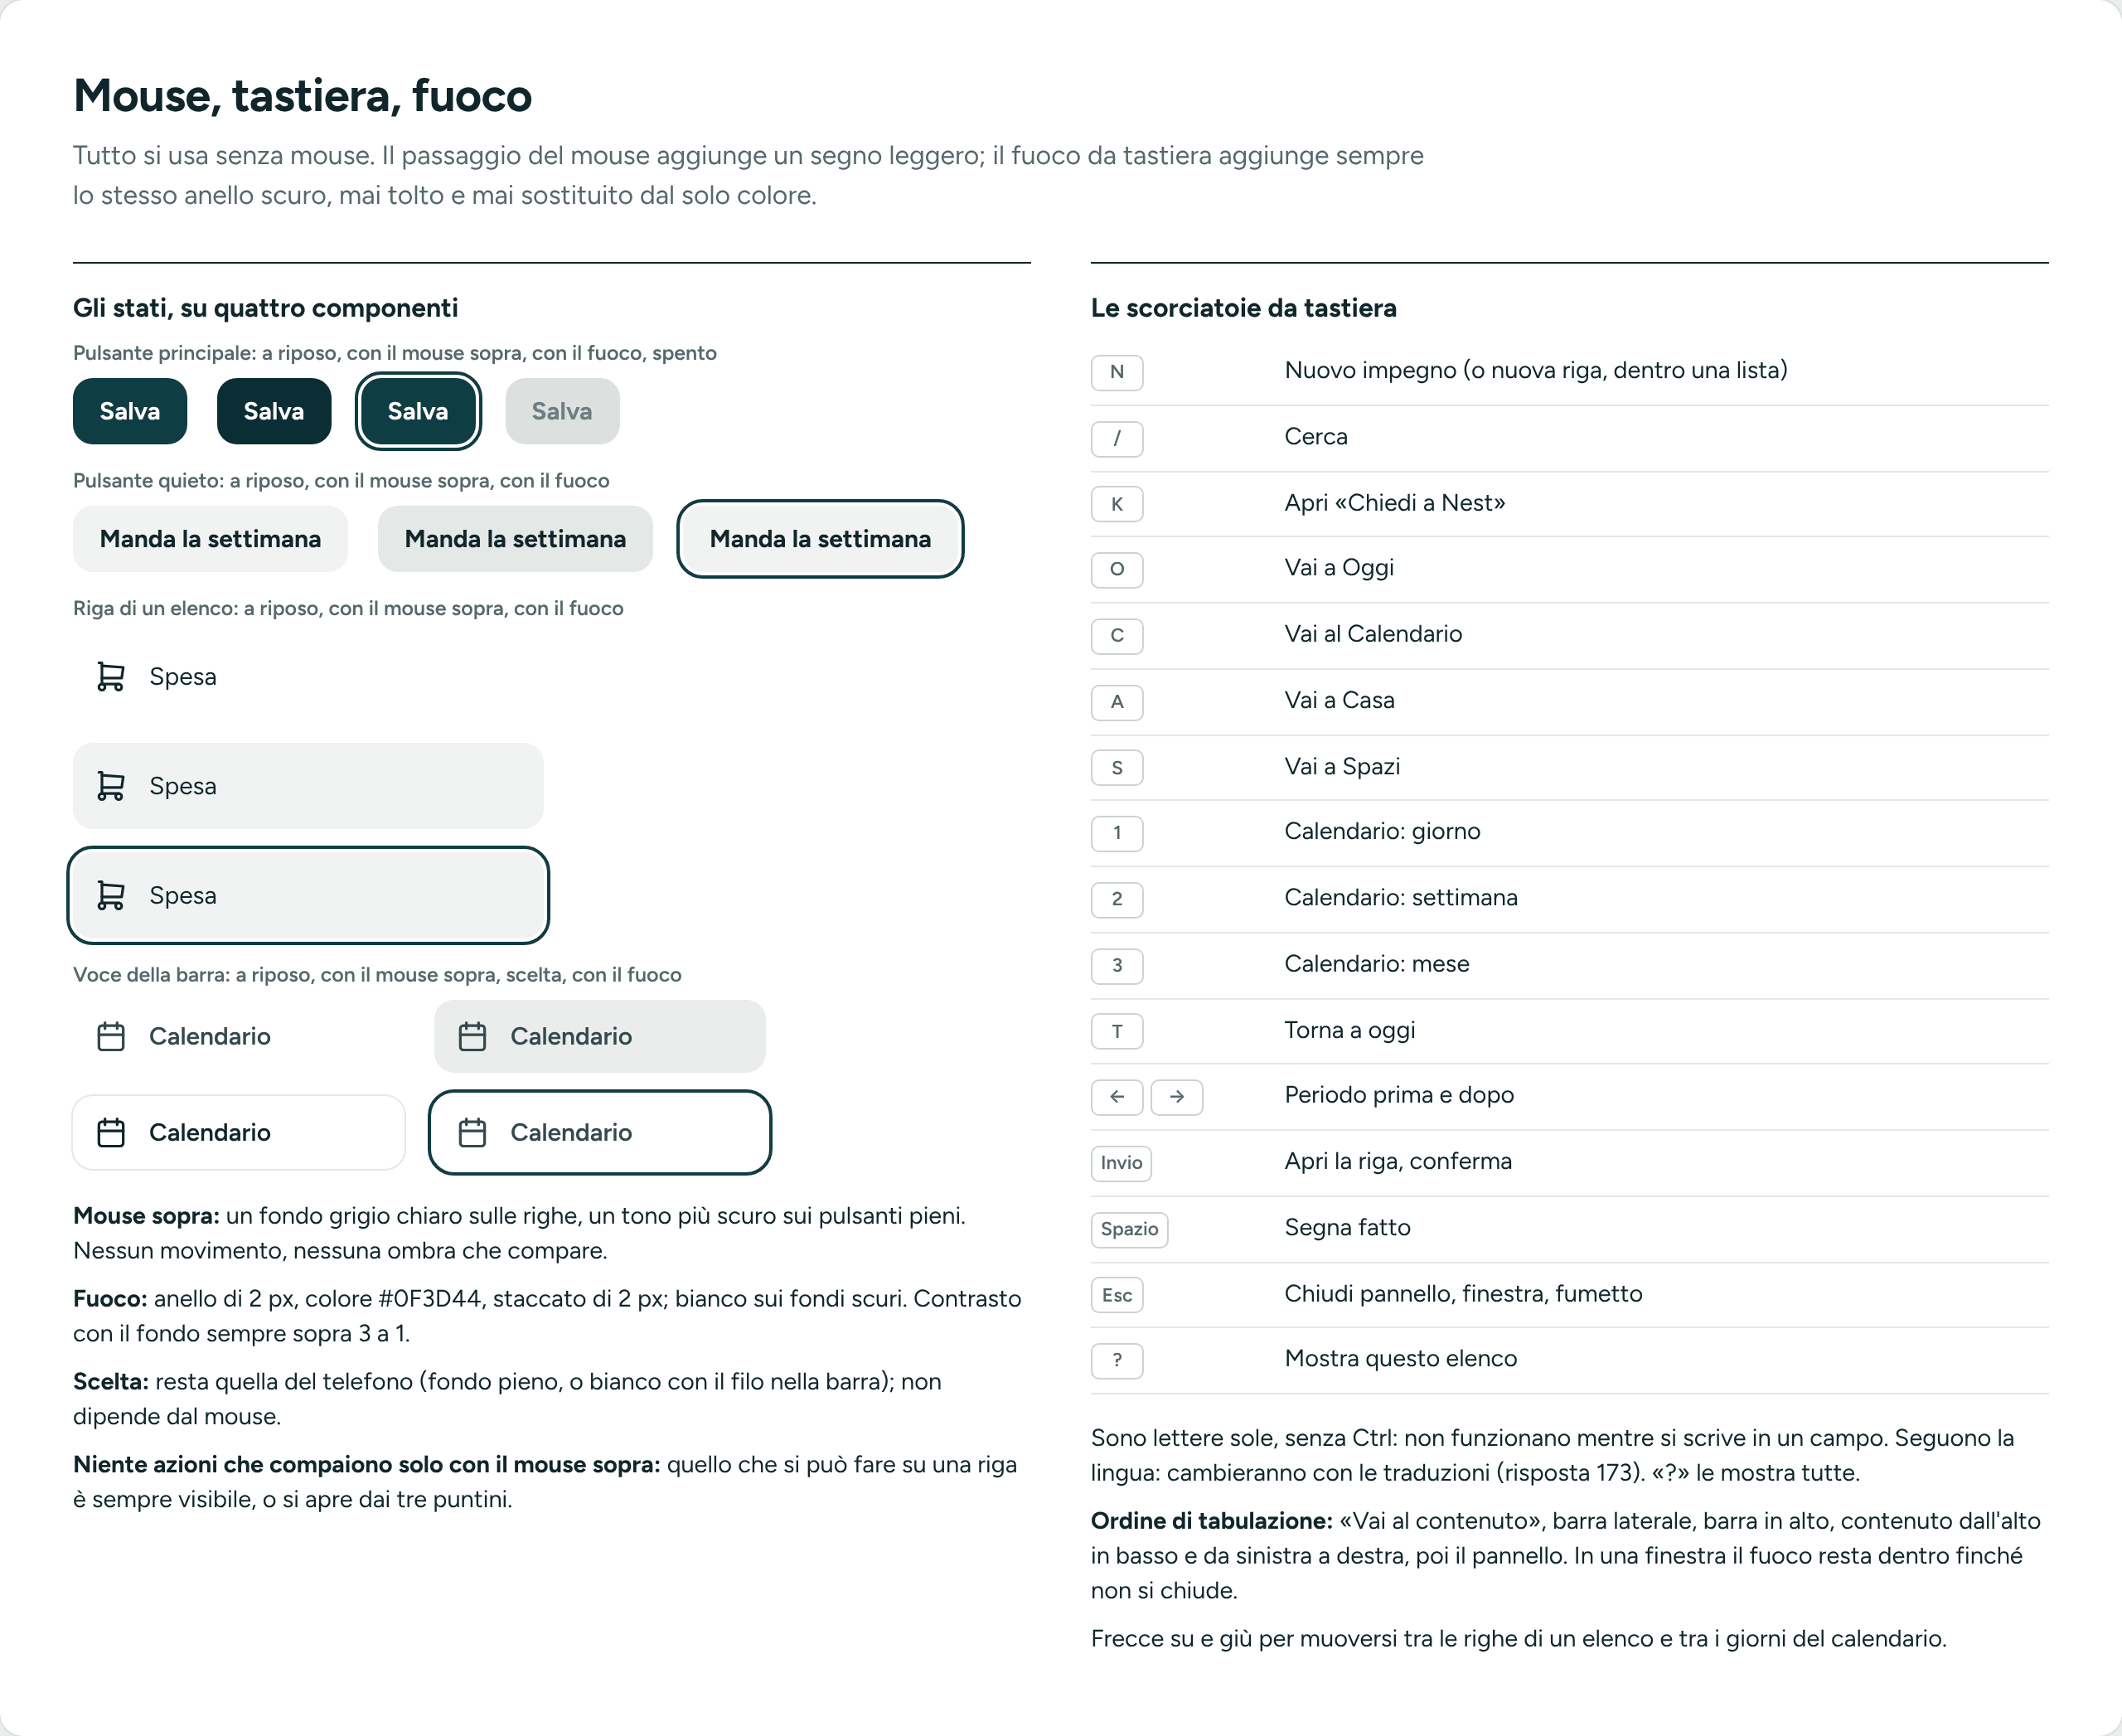 Mouse, tastiera, fuoco
Tutto si usa senza mouse. Il passaggio del mouse aggiunge un segno leggero; il fuoco da tastiera aggiunge sempre
lo stesso anello scuro, mai tolto e mai sostituito dal solo colore.
Gli stati, su quattro componenti
Pulsante principale: a riposo, con il mouse sopra, con il fuoco, spento
Salva Salva Salva Salva
Pulsante quieto: a riposo, con il mouse sopra, con il fuoco
Manda la settimana Manda la settimana Manda la settimana
Riga di un elenco: a riposo, con il mouse sopra, con il fuoco
Spesa
Spesa
Spesa
Voce della barra: a riposo, con il mouse sopra, scelta, con il fuoco
Calendario Calendario
Calendario Calendario
Mouse sopra: un fondo grigio chiaro sulle righe, un tono più scuro sui pulsanti pieni.
Nessun movimento, nessuna ombra che compare.
Fuoco: anello di 2 px, colore #0F3D44, staccato di 2 px; bianco sui fondi scuri. Contrasto
con il fondo sempre sopra 3 a 1.
Scelta: resta quella del telefono (fondo pieno, o bianco con il filo nella barra); non
dipende dal mouse.
Niente azioni che compaiono solo con il mouse sopra: quello che si può fare su una riga
è sempre visibile, o si apre dai tre puntini.
Le scorciatoie da tastiera
N Nuovo impegno (o nuova riga, dentro una lista)
/ Cerca
K Apri «Chiedi a Nest»
O Vai a Oggi
C Vai al Calendario
A Vai a Casa
S Vai a Spazi
1 Calendario: giorno
2 Calendario: settimana
3 Calendario: mese
T Torna a oggi
← → Periodo prima e dopo
Invio Apri la riga, conferma
Spazio Segna fatto
Esc Chiudi pannello, finestra, fumetto
? Mostra questo elenco
Sono lettere sole, senza Ctrl: non funzionano mentre si scrive in un campo. Seguono la
lingua: cambieranno con le traduzioni (risposta 173). «?» le mostra tutte.
Ordine di tabulazione: «Vai al contenuto», barra laterale, barra in alto, contenuto dall'alto
in basso e da sinistra a destra, poi il pannello. In una finestra il fuoco resta dentro finché
non si chiude.
Frecce su e giù per muoversi tra le righe di un elenco e tra i giorni del calendario.